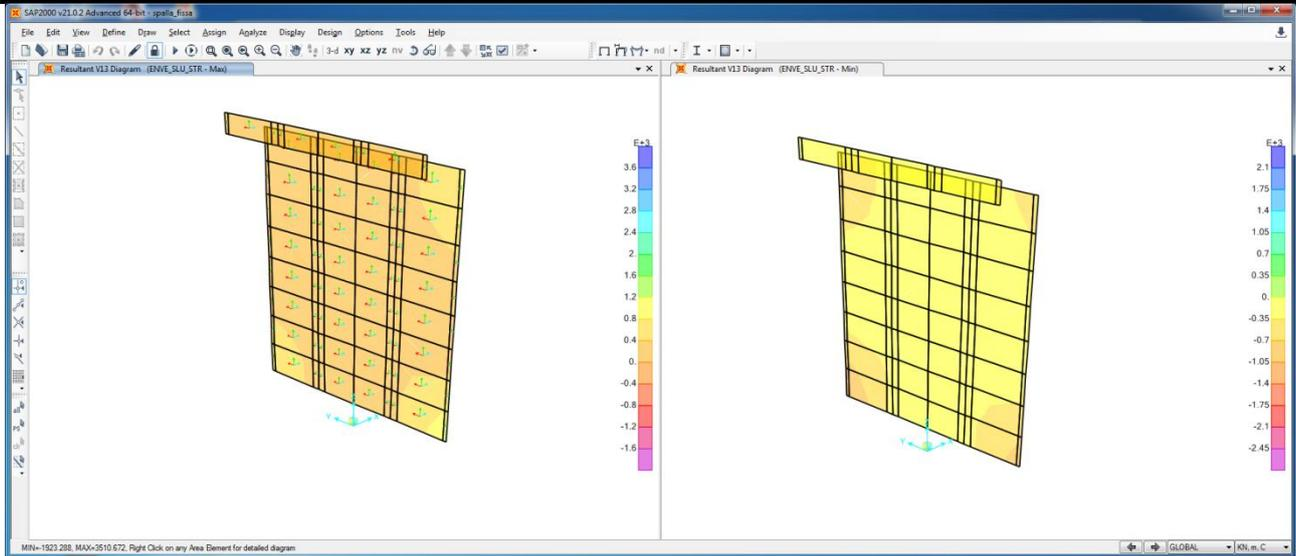 SAP2000 v21.0.2 Advanced 64-bit - spalla_fissa
File Edit View Define Draw Select Assign Analyze Display Design Options Tools Help
3-d xy xz yz nv
nd
Resultant V13 Diagram (ENVE_SLU_STR - Max)
Resultant V13 Diagram (ENVE_SLU_STR - Min)
E+3
3.6
3.2
2.8
2.4
2.
1.6
1.2
0.8
0.4
0.
-0.4
-0.8
-1.2
-1.6
E+3
2.1
1.75
1.4
1.05
0.7
0.35
0.
-0.35
-0.7
-1.05
-1.4
-1.75
-2.1
-2.45
MIN=-1923.288, MAX=3510.672, Right Click on any Area Element for detailed diagram
GLOBAL
KN, m, C